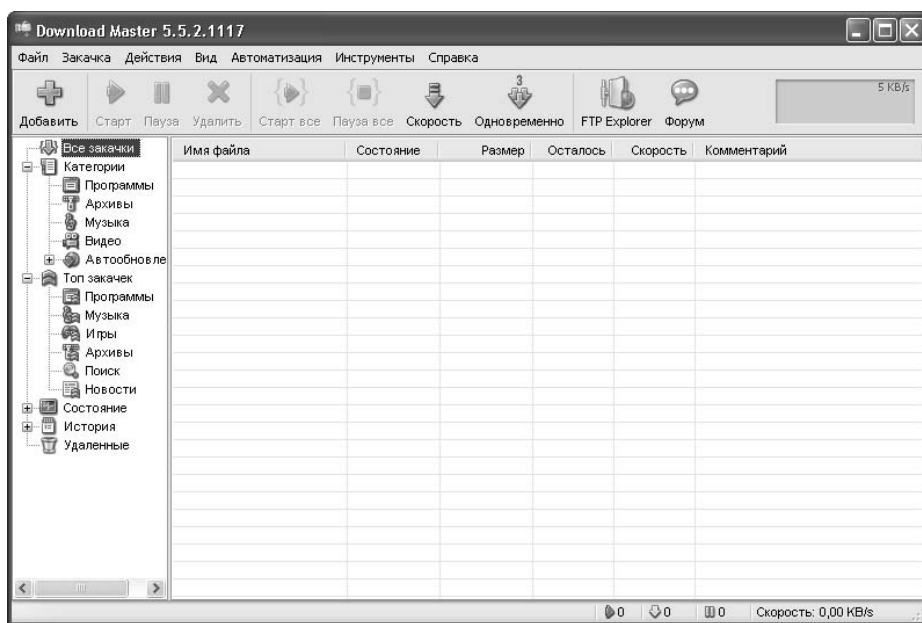 Download Master 5.5.2.1117
Файл Закачка Действия Вид Автоматизация Инструменты Справка
3
5 KB/s
Добавить Старт Пауза Удалить Старт все Пауза все Скорость Одновременно FTP Explorer Форум
Все закачки
Категории
Программы
Архивы
Музыка
Видео
Автообновле
Топ закачек
Программы
Музыка
Игры
Архивы
Поиск
Новости
Состояние
История
Удаленные
Имя файла Состояние Размер Осталось Скорость Комментарий
0 0 0 Скорость: 0,00 KB/s